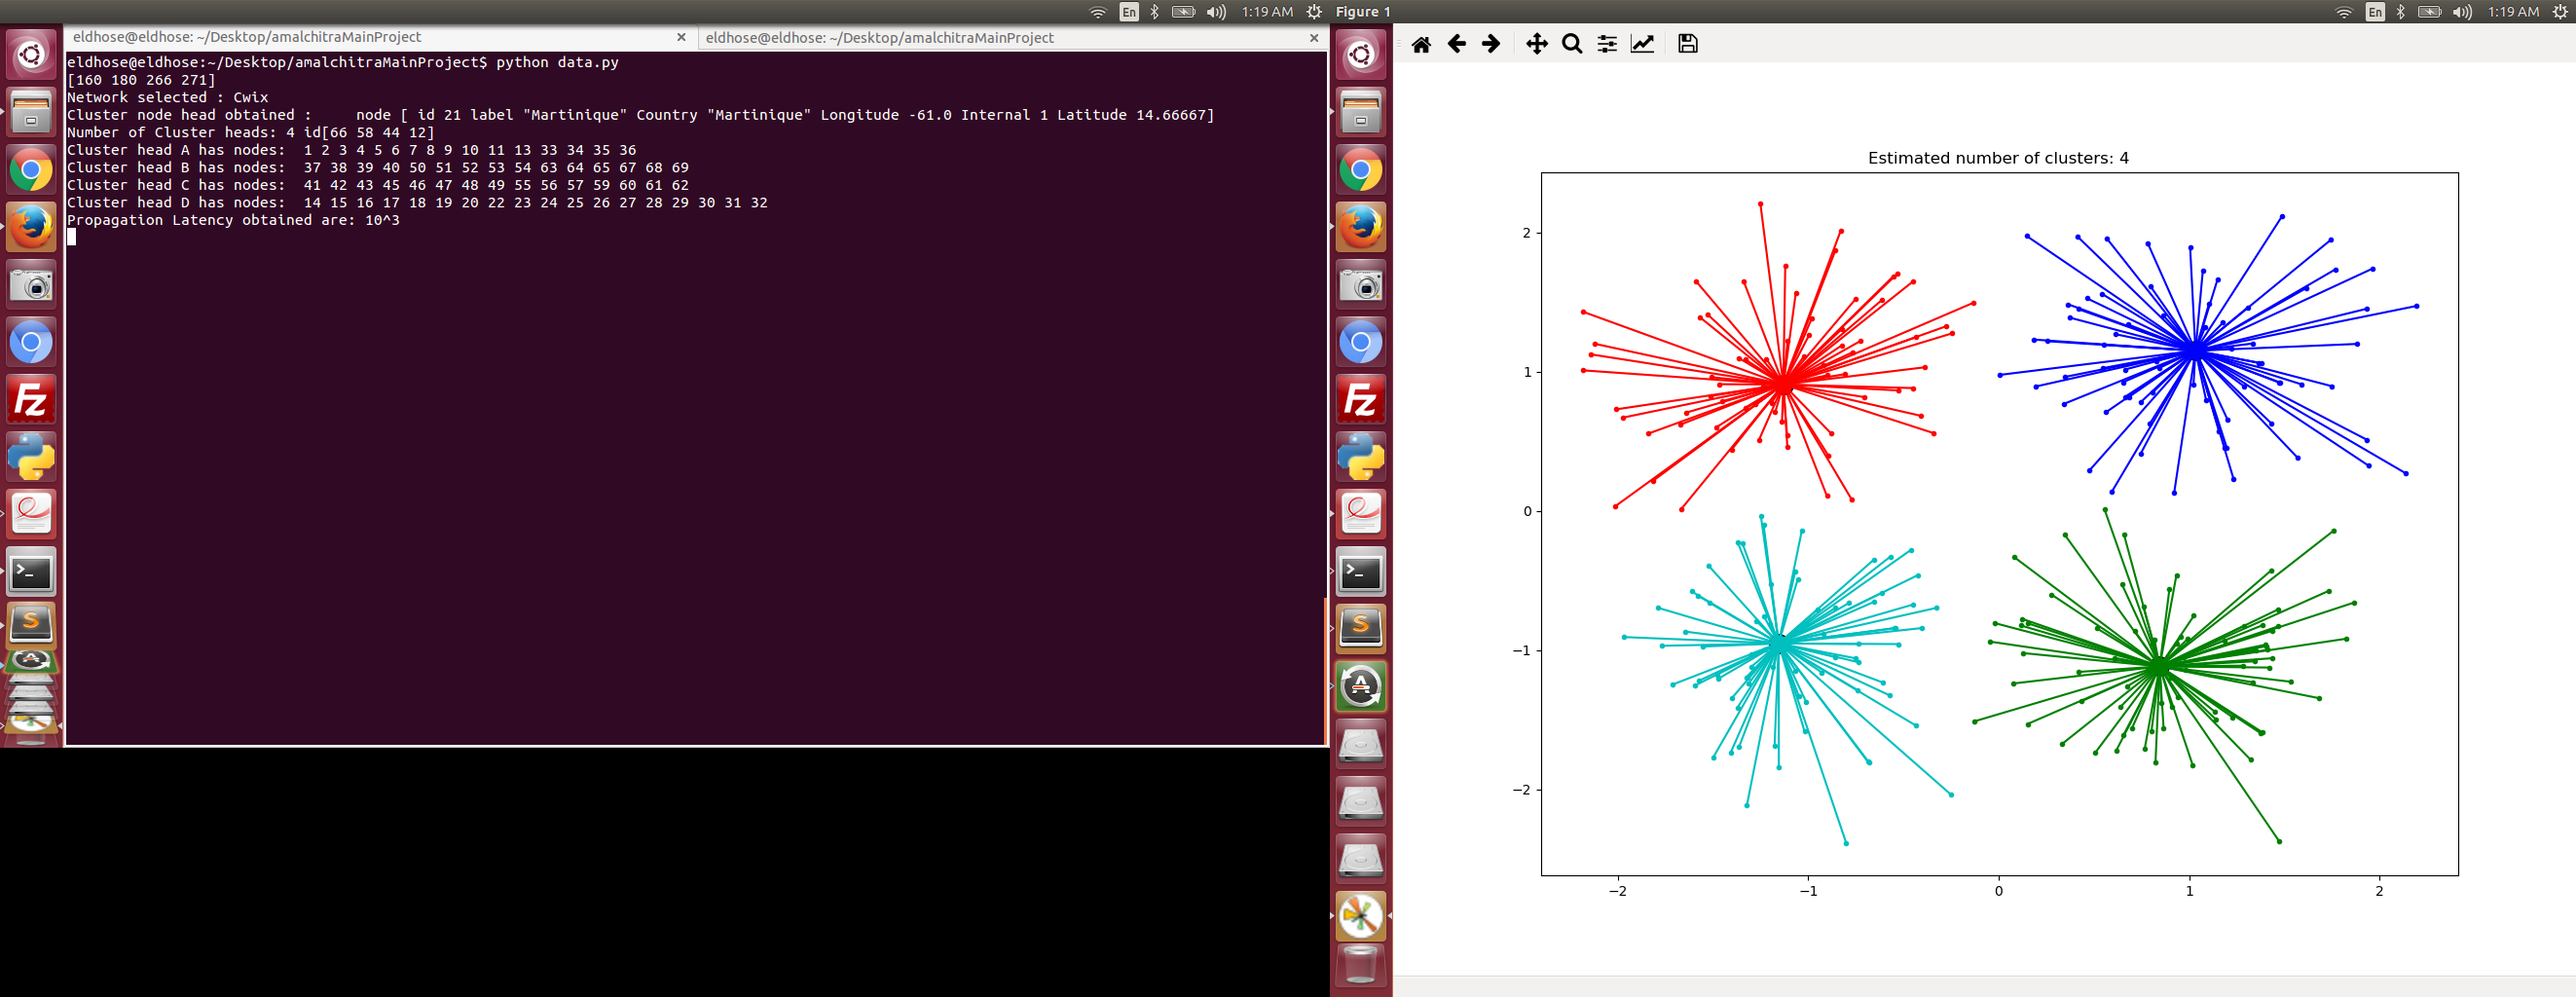 En 1:19 AM Figure 1 En 1:19 AM
eldhose@eldhose: ~/Desktop/amalchitraMainProject × eldhose@eldhose: ~/Desktop/amalchitraMainProject ×
eldhose@eldhose:~/Desktop/amalchitraMainProject$ python data.py
[160 180 266 271]
Network selected : Cwix
Cluster node head obtained :     node [ id 21 label "Martinique" Country "Martinique" Longitude -61.0 Internal 1 Latitude 14.66667]
Number of Cluster heads: 4 id[66 58 44 12]
Cluster head A has nodes:  1 2 3 4 5 6 7 8 9 10 11 13 33 34 35 36
Cluster head B has nodes:  37 38 39 40 50 51 52 53 54 63 64 65 67 68 69
Cluster head C has nodes:  41 42 43 45 46 47 48 49 55 56 57 59 60 61 62
Cluster head D has nodes:  14 15 16 17 18 19 20 22 23 24 25 26 27 28 29 30 31 32
Propagation Latency obtained are: 10^3
Fz
S
Fz
S
Estimated number of clusters: 4
2
1
0
−1
−2
−2 −1 0 1 2